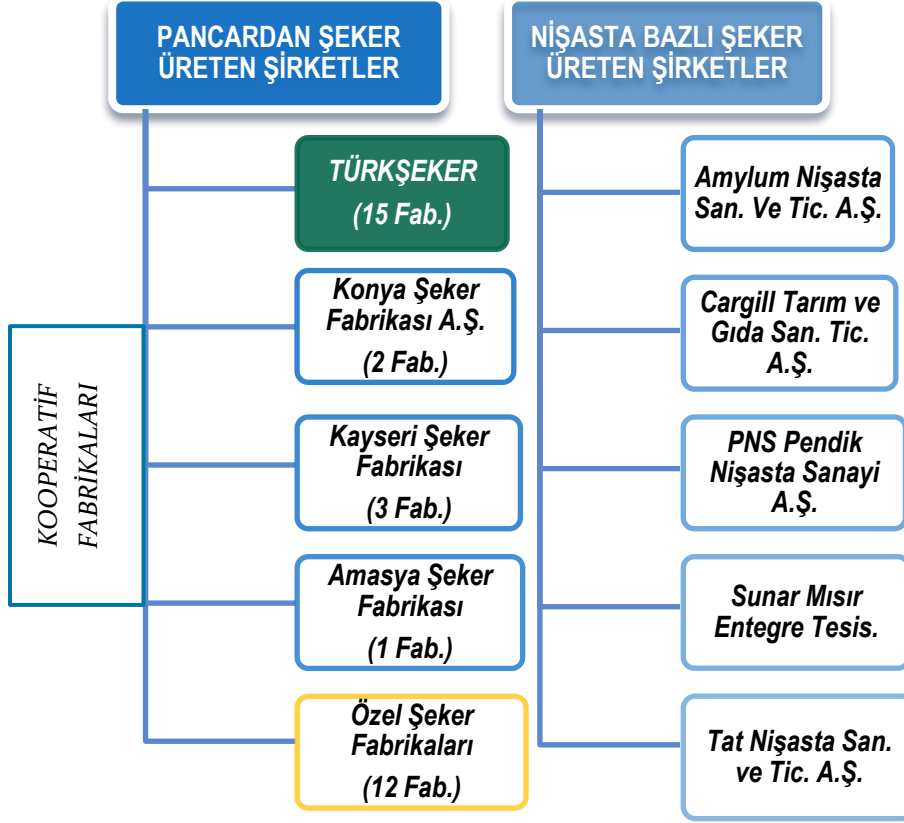 PANCARDAN ŞEKER
ÜRETEN ŞİRKETLER
TÜRKŞEKER
(15 Fab.)
Konya Şeker
Fabrikası A.Ş.
(2 Fab.)
Kayseri Şeker
Fabrikası
(3 Fab.)
Amasya Şeker
Fabrikası
(1 Fab.)
Özel Şeker
Fabrikaları
(12 Fab.)
KOOPERATİF
FABRİKALARI
NİŞASTA BAZLI ŞEKER
ÜRETEN ŞİRKETLER
Amylum Nişasta
San. Ve Tic. A.Ş.
Cargill Tarım ve
Gıda San. Tic.
A.Ş.
PNS Pendik
Nişasta Sanayi
A.Ş.
Sunar Mısır
Entegre Tesis.
Tat Nişasta San.
ve Tic. A.Ş.